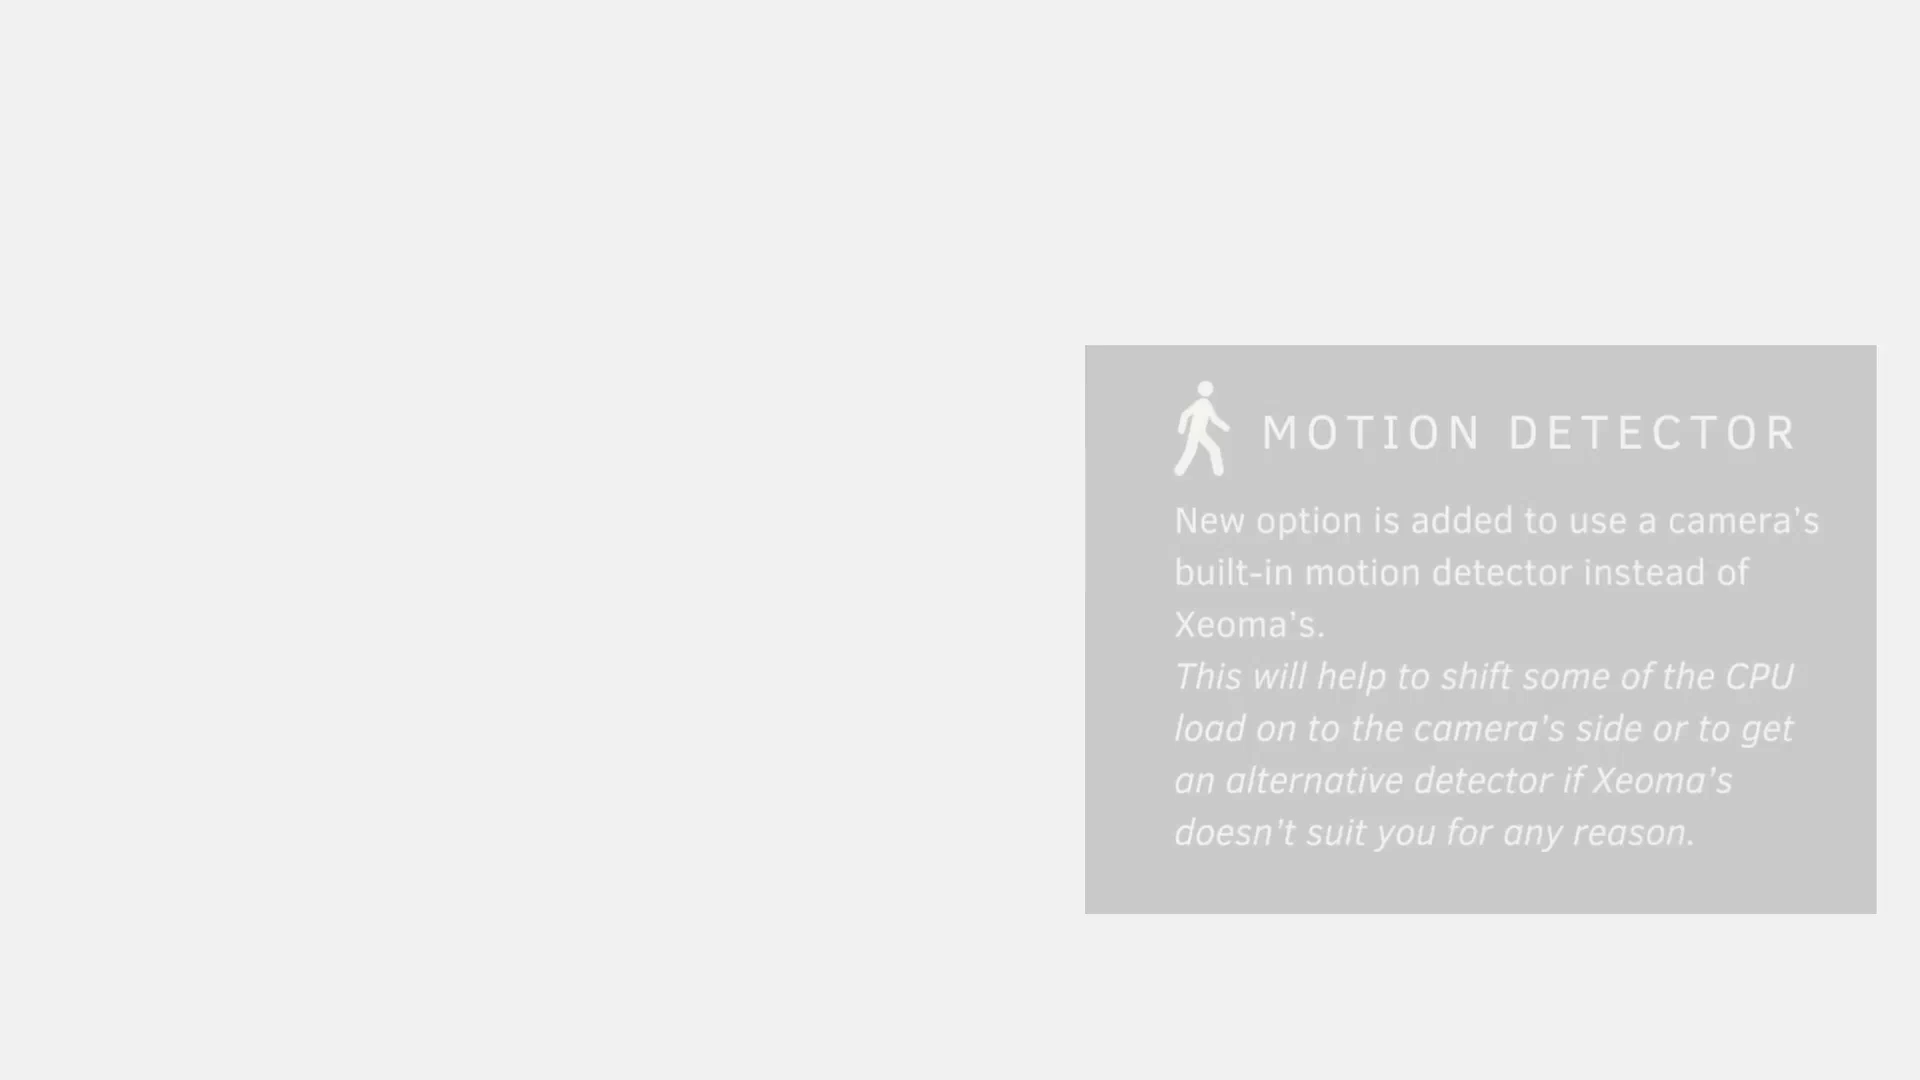 MOTION DETECTOR
New option is added to use a camera’s
built-in motion detector instead of
Xeoma’s.
This will help to shift some of the CPU
load on to the camera’s side or to get
an alternative detector if Xeoma’s
doesn’t suit you for any reason.